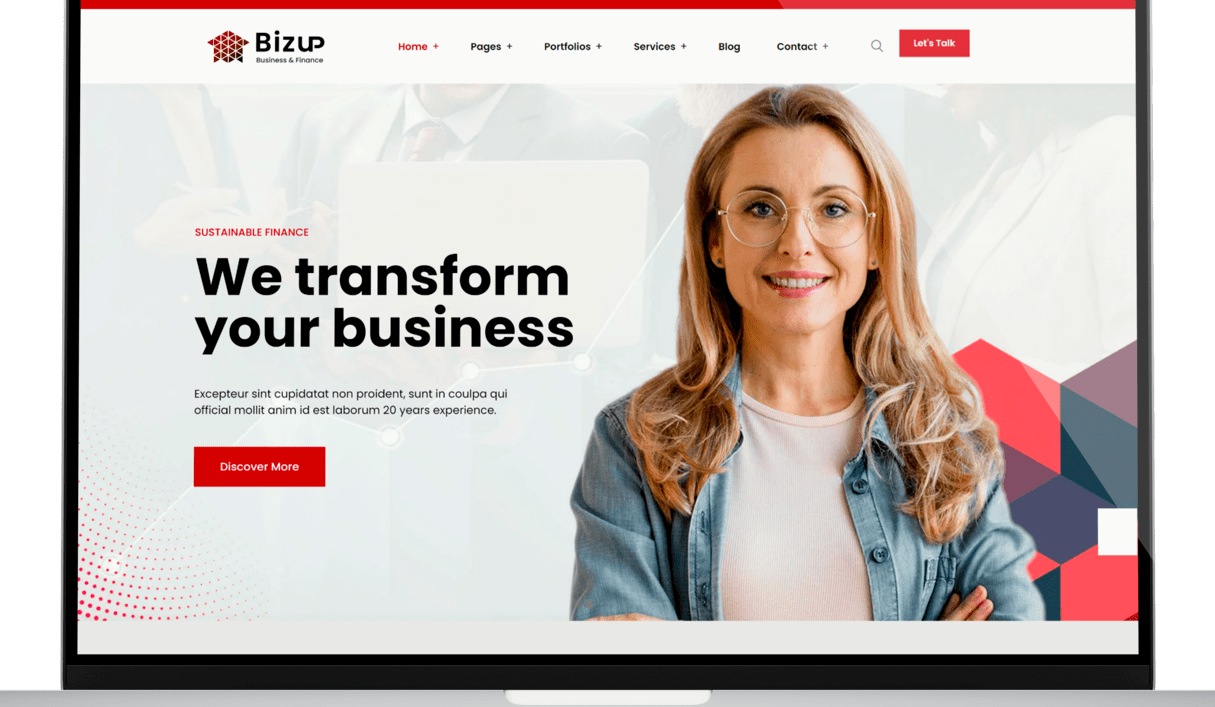 Bizup
Business & Finance
Home +
Pages +
Portfolios +
Services +
Blog
Contact +
Let's Talk
SUSTAINABLE FINANCE
We transform
your business
Excepteur sint cupidatat non proident, sunt in coulpa qui
official mollit anim id est laborum 20 years experience.
Discover More